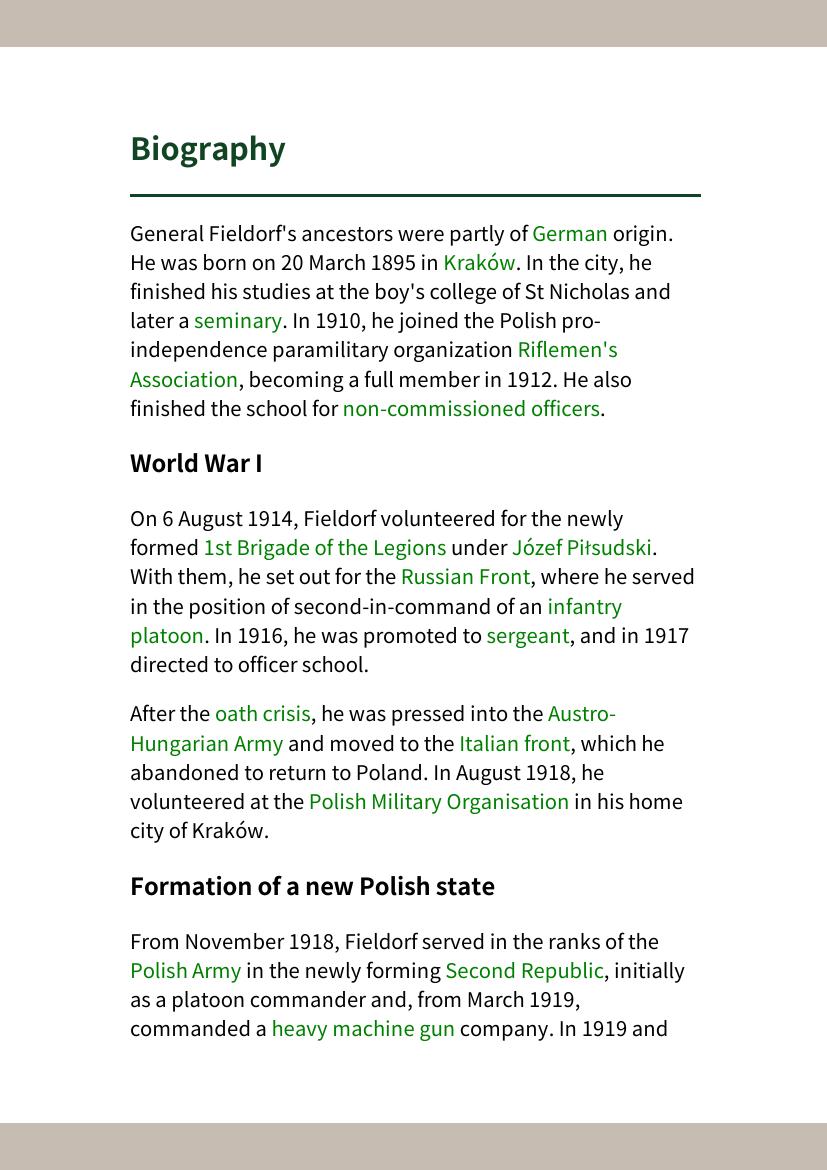 Biography
General Fieldorf's ancestors were partly of German origin.
He was born on 20 March 1895 in Kraków. In the city, he
finished his studies at the boy's college of St Nicholas and
later a seminary. In 1910, he joined the Polish pro-
independence paramilitary organization Riflemen's
Association, becoming a full member in 1912. He also
finished the school for non-commissioned officers.
World War I
On 6 August 1914, Fieldorf volunteered for the newly
formed 1st Brigade of the Legions under Józef Piłsudski.
With them, he set out for the Russian Front, where he served
in the position of second-in-command of an infantry
platoon. In 1916, he was promoted to sergeant, and in 1917
directed to officer school.
After the oath crisis, he was pressed into the Austro-
Hungarian Army and moved to the Italian front, which he
abandoned to return to Poland. In August 1918, he
volunteered at the Polish Military Organisation in his home
city of Kraków.
Formation of a new Polish state
From November 1918, Fieldorf served in the ranks of the
Polish Army in the newly forming Second Republic, initially
as a platoon commander and, from March 1919,
commanded a heavy machine gun company. In 1919 and